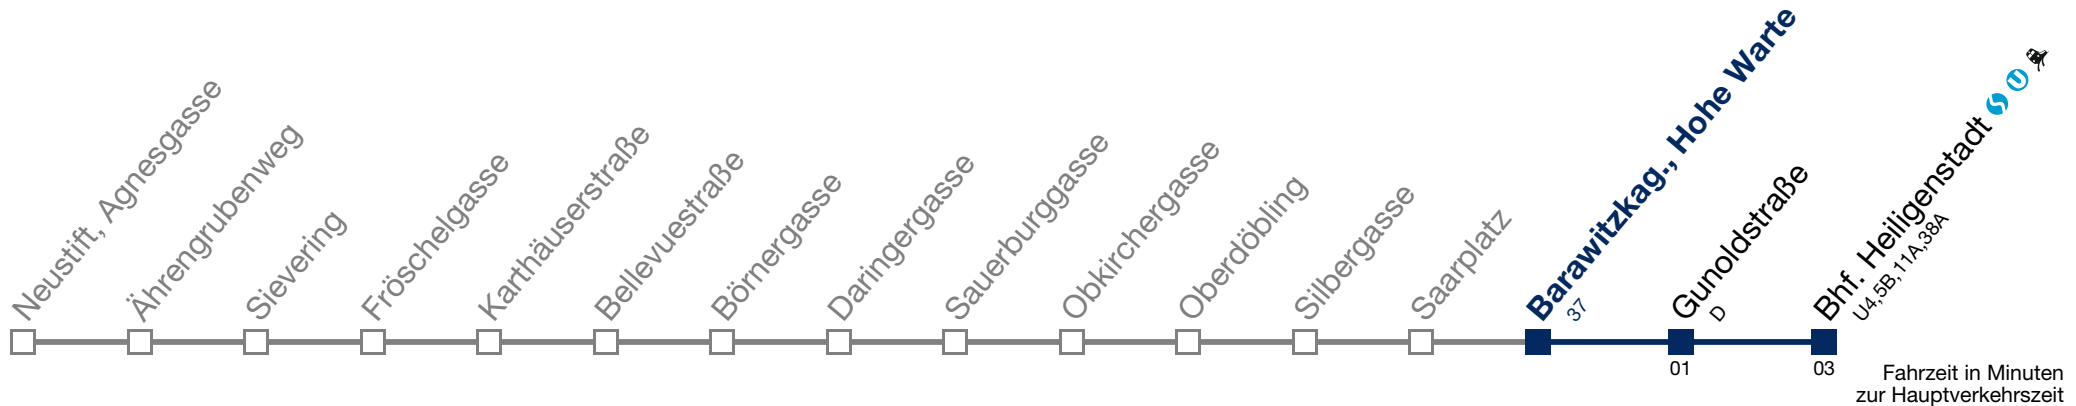 Neustift, Agnesgasse
Ährengrubenweg
Sievering
Fröschelgasse
Karthäuserstraße
Bellevuestraße
Börnergasse
Daringergasse
Sauerburggasse
Obkirchergasse
Oberdöbling
Silbergasse
Saarplatz
Barawitzkag., Hohe Warte
37
Gunoldstraße
D
Bhf. Heiligenstadt
U4,5B,11A,38A
01
03
Fahrzeit in Minuten
zur Hauptverkehrszeit